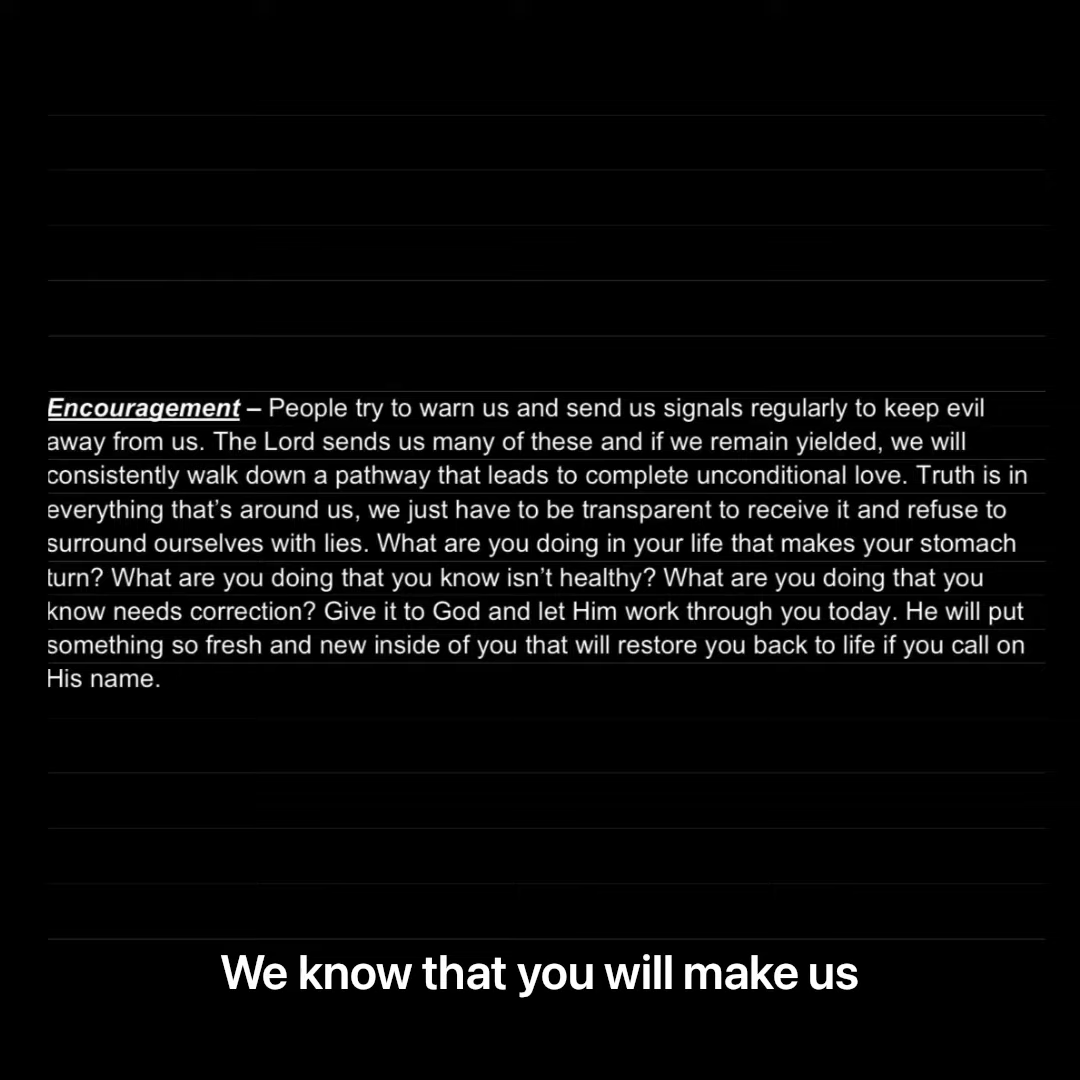 Encouragement – People try to warn us and send us signals regularly to keep evil
away from us. The Lord sends us many of these and if we remain yielded, we will
consistently walk down a pathway that leads to complete unconditional love. Truth is in
everything that’s around us, we just have to be transparent to receive it and refuse to
surround ourselves with lies. What are you doing in your life that makes your stomach
turn? What are you doing that you know isn’t healthy? What are you doing that you
know needs correction? Give it to God and let Him work through you today. He will put
something so fresh and new inside of you that will restore you back to life if you call on
His name.
We know that you will make us